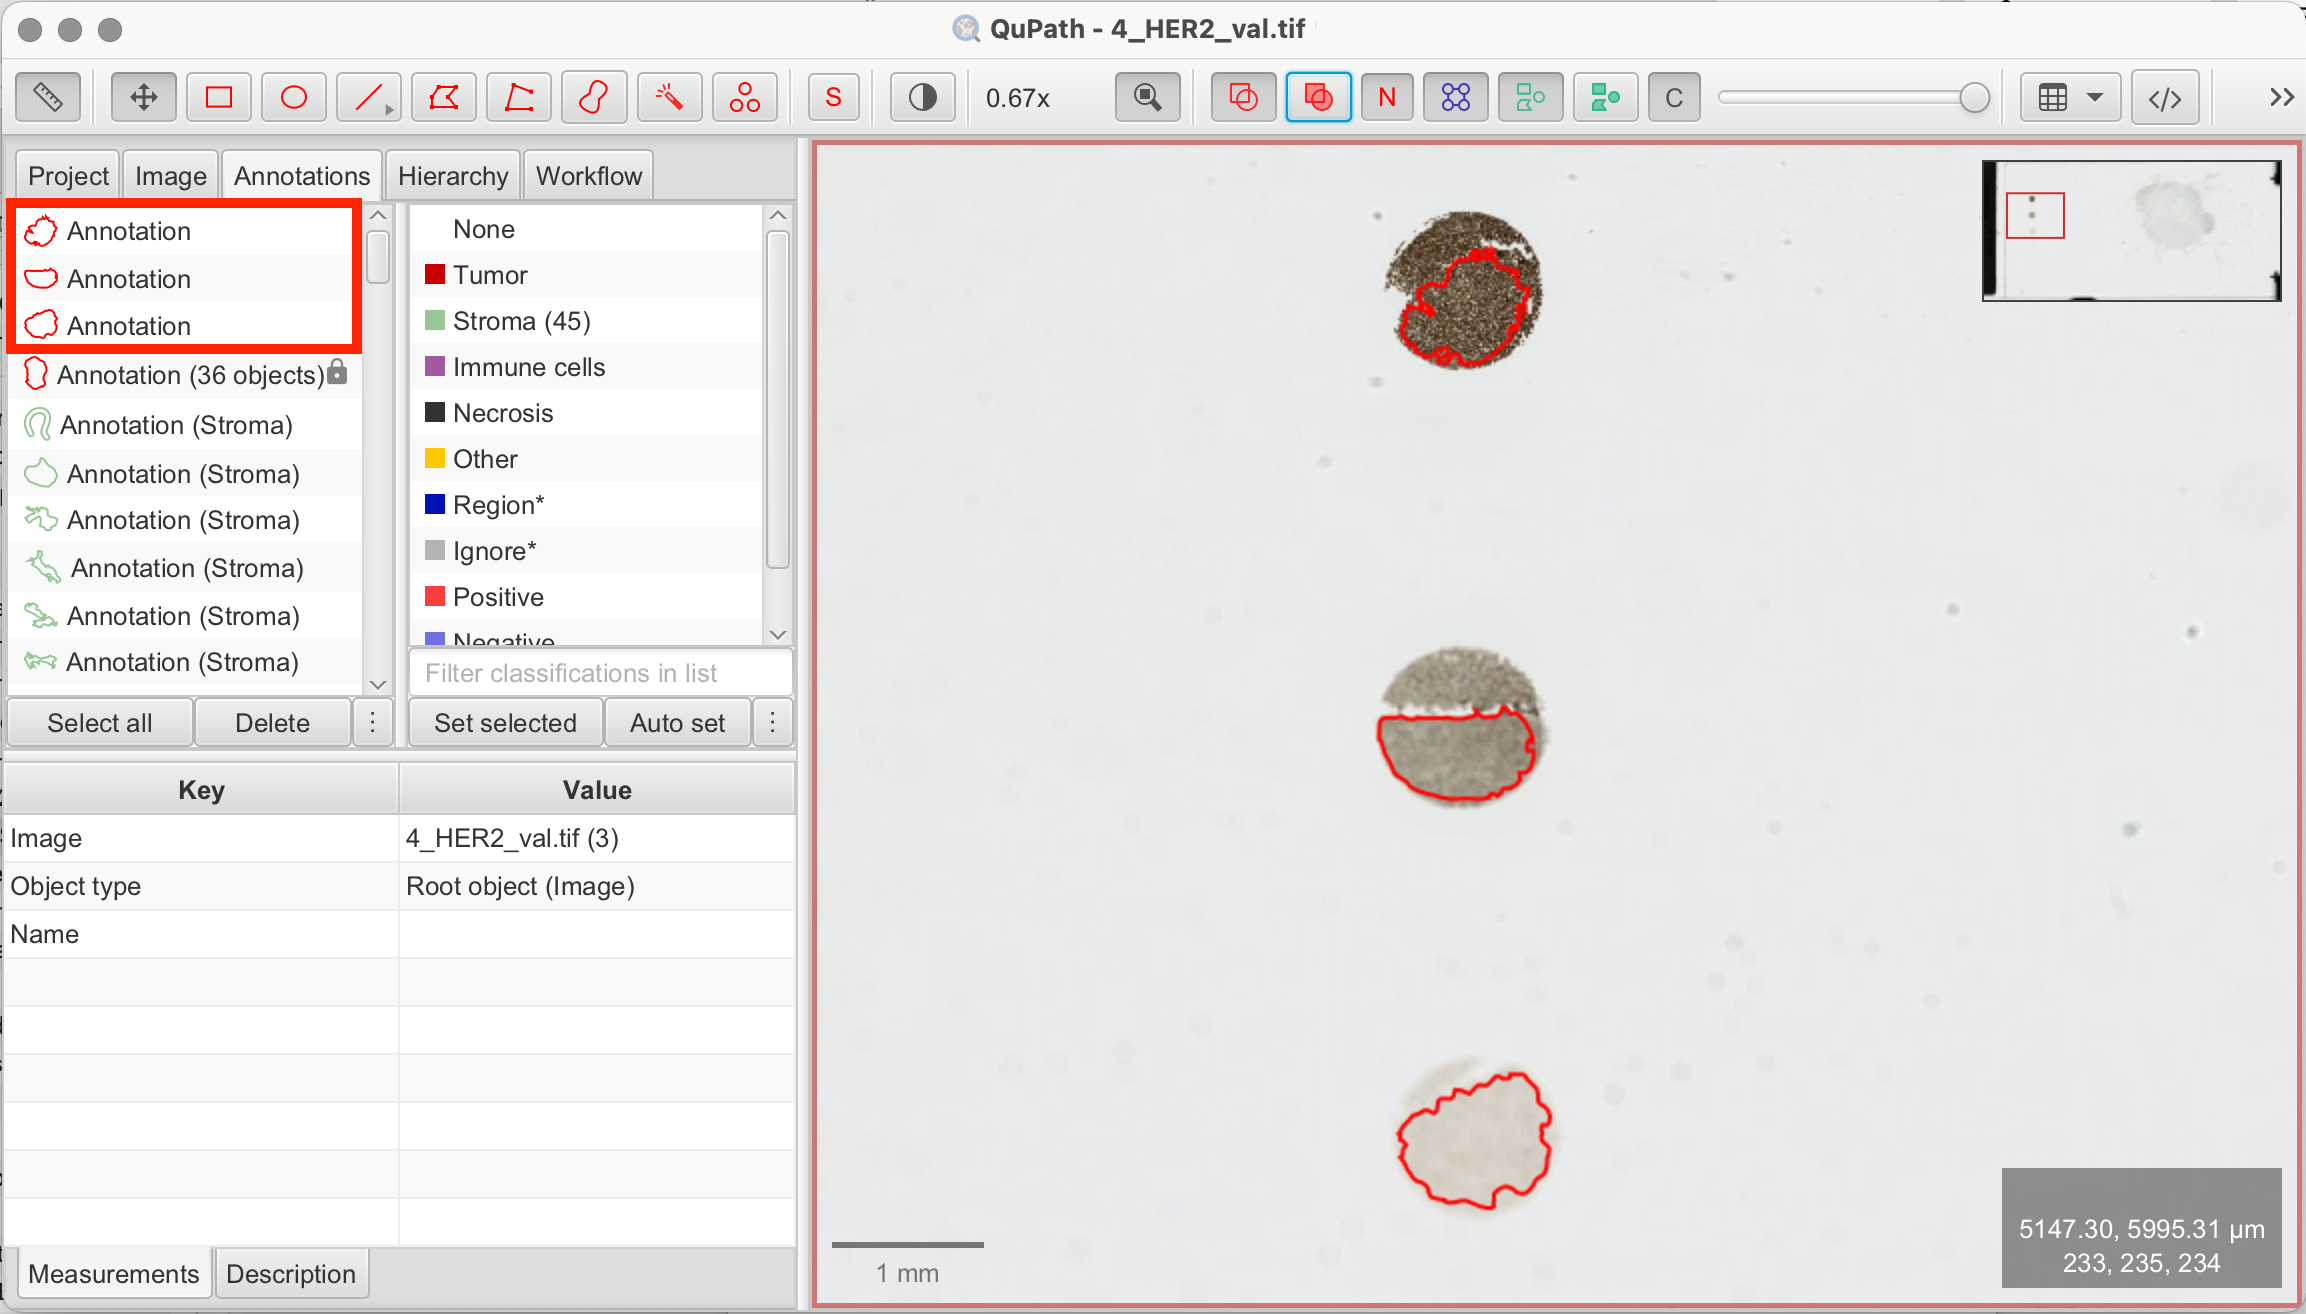 QuPath - 4_HER2_val.tif
S
0.67x
N
C
Project
Image
Annotations
Hierarchy
Workflow
Annotation
Annotation
Annotation
Annotation (36 objects)
Annotation (Stroma)
Annotation (Stroma)
Annotation (Stroma)
Annotation (Stroma)
Annotation (Stroma)
Annotation (Stroma)
None
Tumor
Stroma (45)
Immune cells
Necrosis
Other
Region*
Ignore*
Positive
Negative
Filter classifications in list
Select all
Delete
Set selected
Auto set
Key
Value
Image
4_HER2_val.tif (3)
Object type
Root object (Image)
Name
Measurements
Description
1 mm
5147.30, 5995.31 µm
233, 235, 234